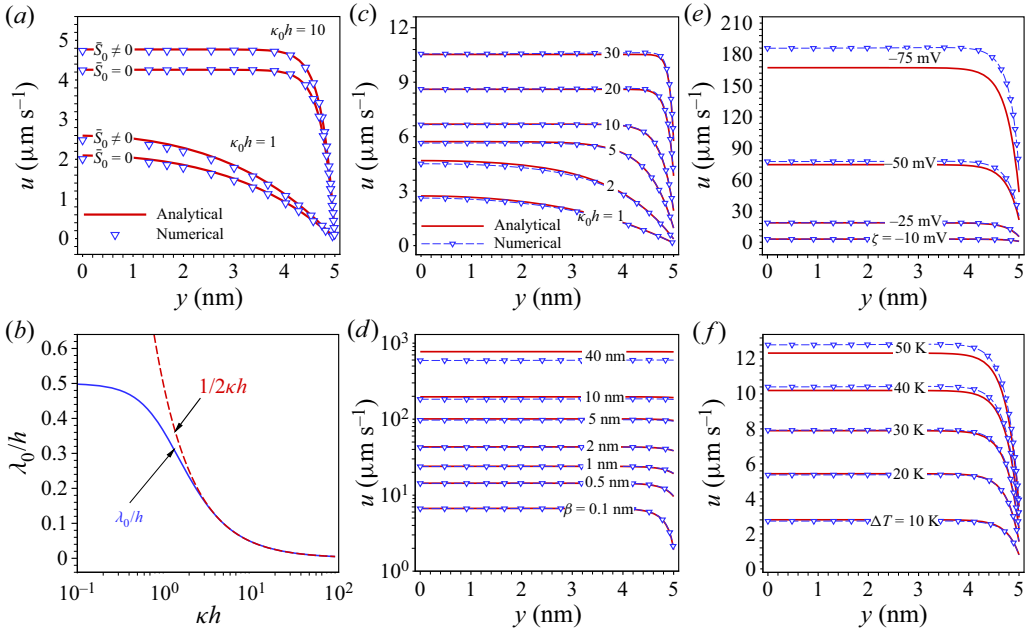 (a)
κ₀h = 10
S̄₀ ≠ 0
S̄₀ = 0
S̄₀ ≠ 0
κ₀h = 1
S̄₀ = 0
Analytical
Numerical
5
4
3
2
1
0
u (μm s⁻¹)
0 1 2 3 4 5
y (nm)
(b)
0.6
0.5
0.4
0.3
0.2
0.1
0
λ₀/h
1/2κh
λ₀/h
10⁻¹ 10⁰ 10¹ 10²
κh
(c)
12
9
6
3
0
u (μm s⁻¹)
30
20
10
5
2
κ₀h = 1
Analytical
Numerical
0 1 2 3 4 5
y (nm)
(d)
10³
10²
10¹
10⁰
u (μm s⁻¹)
40 nm
10 nm
5 nm
2 nm
1 nm
0.5 nm
β = 0.1 nm
0 1 2 3 4 5
y (nm)
(e)
210
180
150
120
90
60
30
0
u (μm s⁻¹)
–75 mV
–50 mV
–25 mV
ζ = –10 mV
0 1 2 3 4 5
y (nm)
(f)
12
10
8
6
4
2
0
u (μm s⁻¹)
50 K
40 K
30 K
20 K
ΔT = 10 K
0 1 2 3 4 5
y (nm)